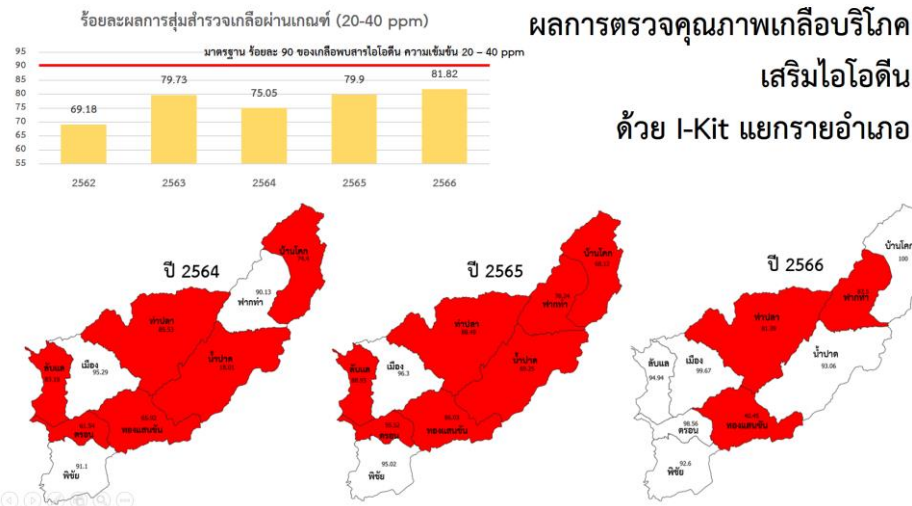 ร้อยละผลการสุ่มสำรวจเกลือผ่านเกณฑ์ (20-40 ppm)
ผลการตรวจคุณภาพเกลือบริโภค
เสริมไอโอดีน
ด้วย I-Kit แยกรายอำเภอ
มาตรฐาน ร้อยละ 90 ของเกลือพบสารไอโอดีน ความเข้มข้น 20 – 40 ppm
95
90
85
80
75
70
65
60
55
69.18
79.73
75.05
79.9
81.82
2562
2563
2564
2565
2566
ปี 2564
บ้านโคก
90.13
ฟากท่า
ท่าปลา
น้ำปาด
ลับแล
เมือง
95.29
ตรอน
ทองแสนขัน
91.1
พิชัย
ปี 2565
บ้านโคก
ฟากท่า
ท่าปลา
น้ำปาด
ลับแล
เมือง
96.3
ตรอน
ทองแสนขัน
95.02
พิชัย
ปี 2566
บ้านโคก
100
ฟากท่า
ท่าปลา
น้ำปาด
93.06
ลับแล
94.94
เมือง
99.67
98.56
ตรอน
ทองแสนขัน
92.6
พิชัย